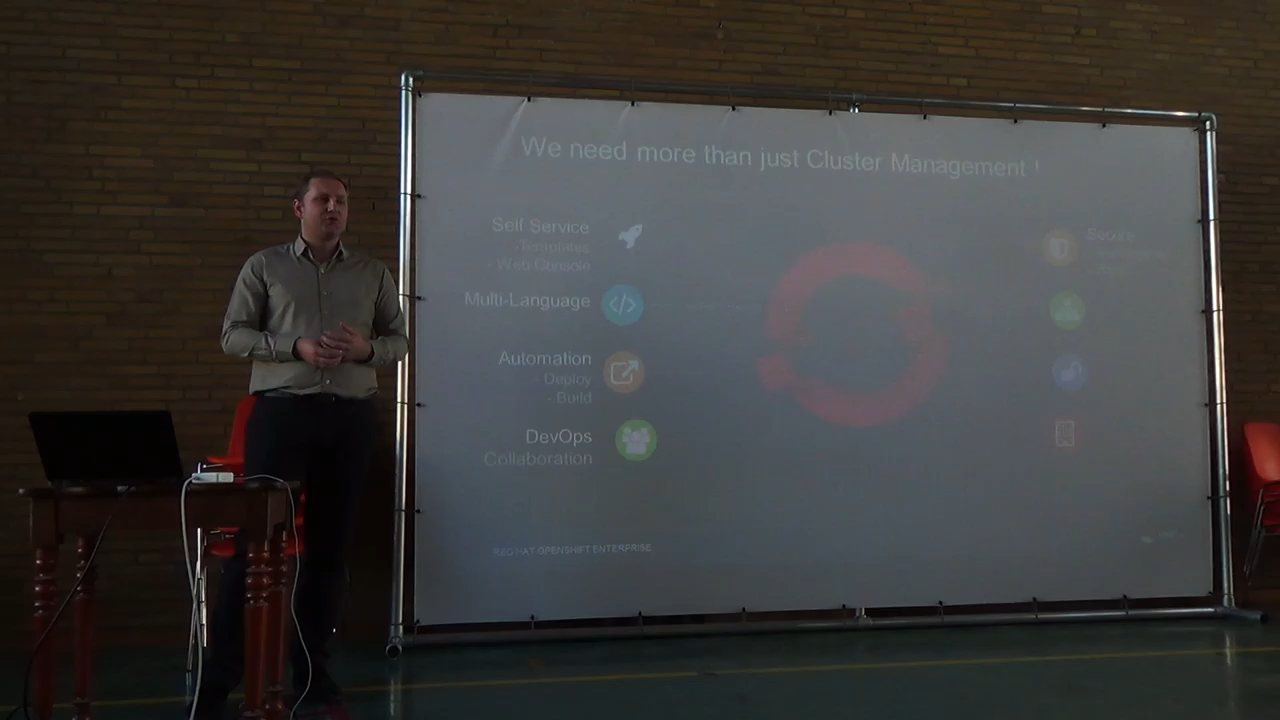 We need more than just Cluster Management !
Self Service
-Templates
- Web Console
Multi-Language
</>
Automation
- Deploy
- Build
DevOps
Collaboration
Secure
RED HAT OPENSHIFT ENTERPRISE